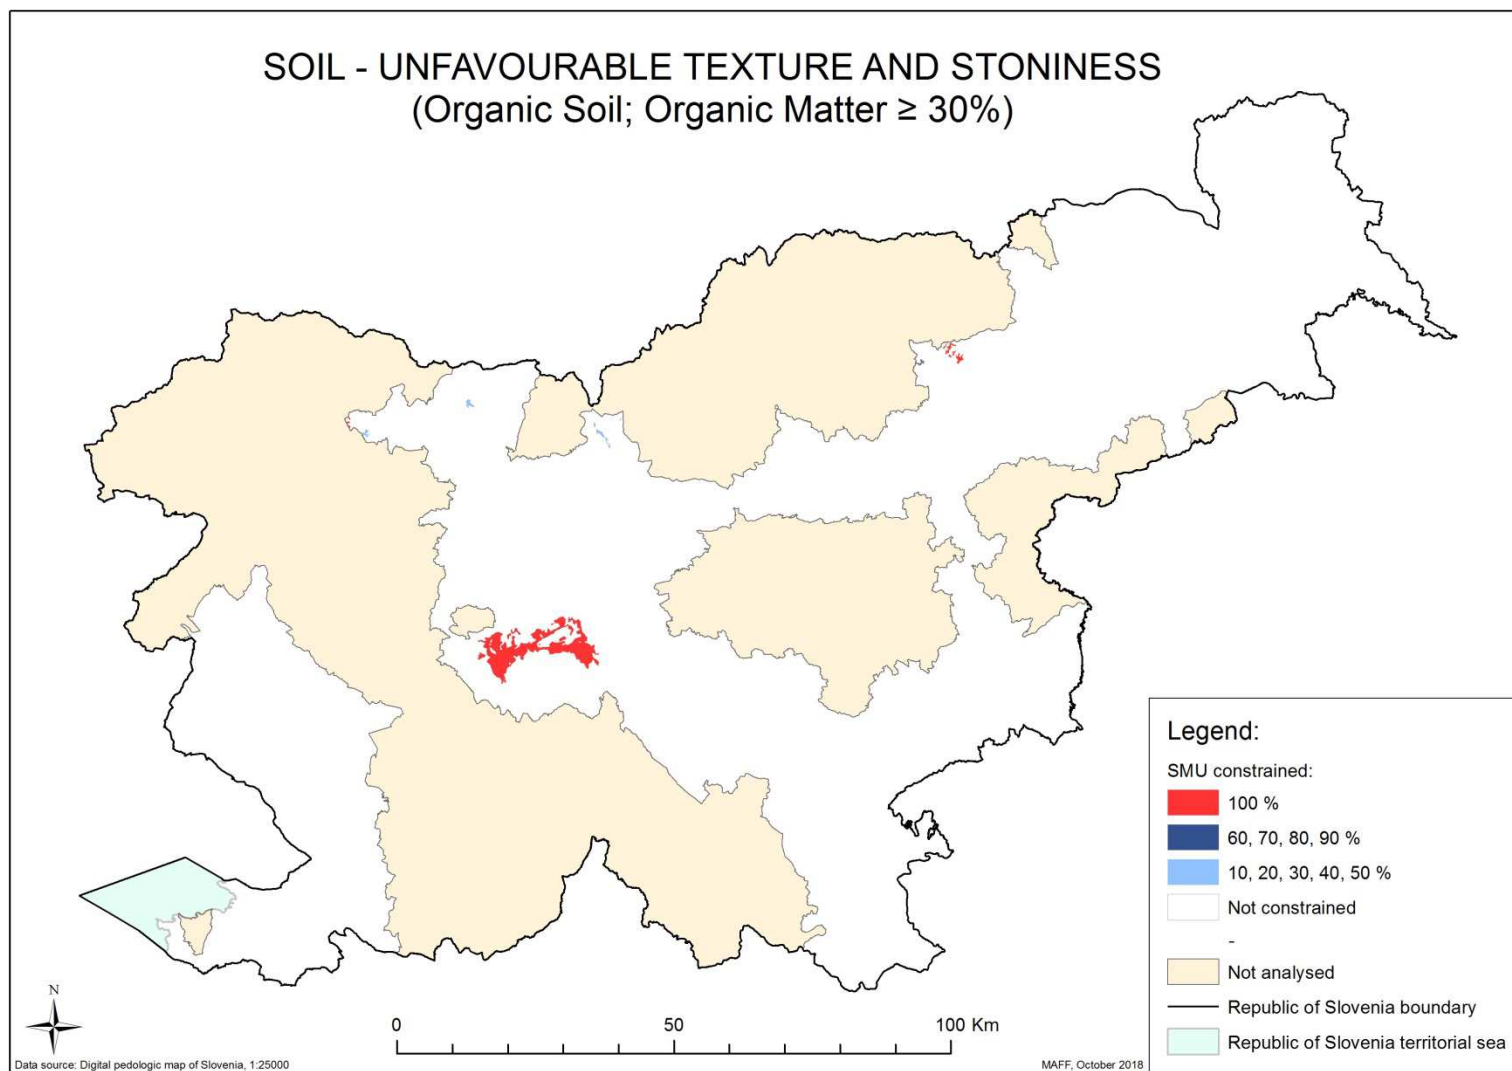 SOIL - UNFAVOURABLE TEXTURE AND STONINESS
(Organic Soil; Organic Matter ≥ 30%)
Legend:
SMU constrained:
100 %
60, 70, 80, 90 %
10, 20, 30, 40, 50 %
Not constrained
-
Not analysed
Republic of Slovenia boundary
Republic of Slovenia territorial sea
N
0 50 100 Km
Data source: Digital pedologic map of Slovenia, 1:25000
MAFF, October 2018